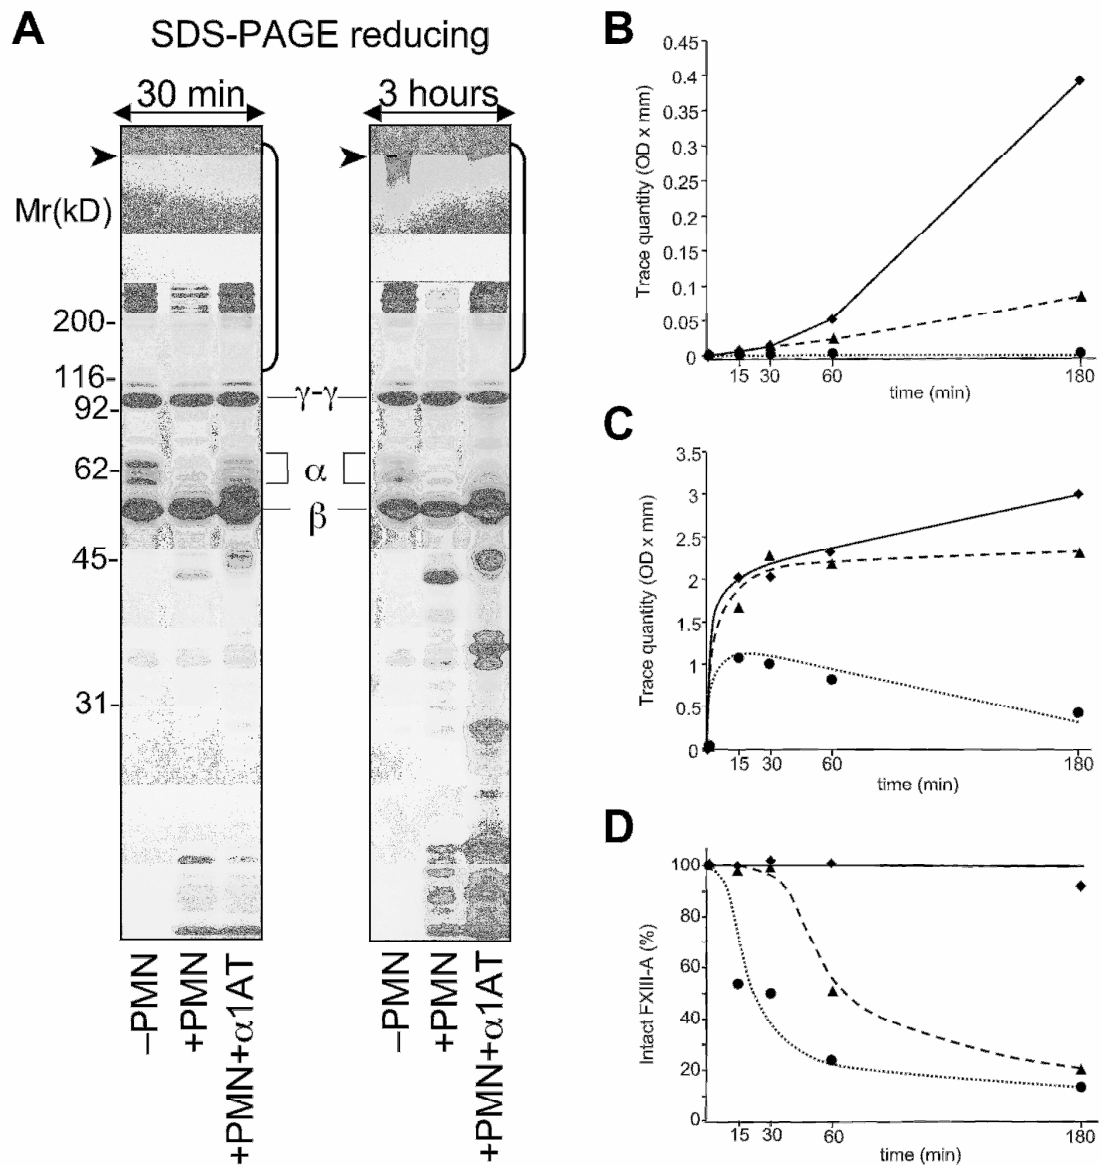 A
SDS-PAGE reducing
30 min
3 hours
Mr(kD)
200-
116-
92-
62-
45-
31-
γ-γ
α
β
–PMN
+PMN
+PMN+α1AT
–PMN
+PMN
+PMN+α1AT
B
Trace quantity (OD x mm)
0.45
0.4
0.35
0.3
0.25
0.2
0.15
0.1
0.05
0
15
30
60
180
time (min)
C
Trace quantity (OD x mm)
3.5
3
2.5
2
1.5
1
0.5
0
15
30
60
180
time (min)
D
Intact FXIII-A (%)
100
80
60
40
20
0
15
30
60
180
time (min)